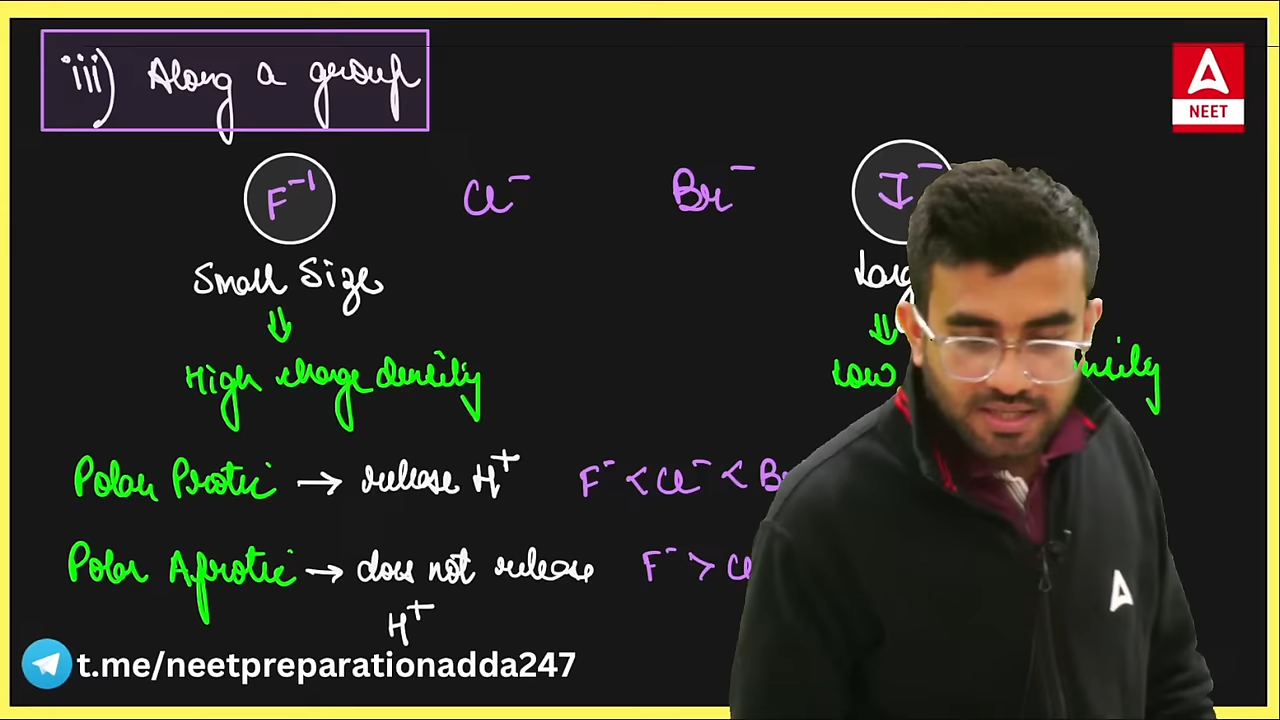 iii) Along a group
NEET
F⁻¹ Cl⁻ Br⁻ I⁻
Small Size
High charge density
Low
Polar Protic → release H⁺ F⁻ < Cl⁻ < B
Polar Aprotic → does not release F⁻ > Cl
H⁺
t.me/neetpreparationadda247